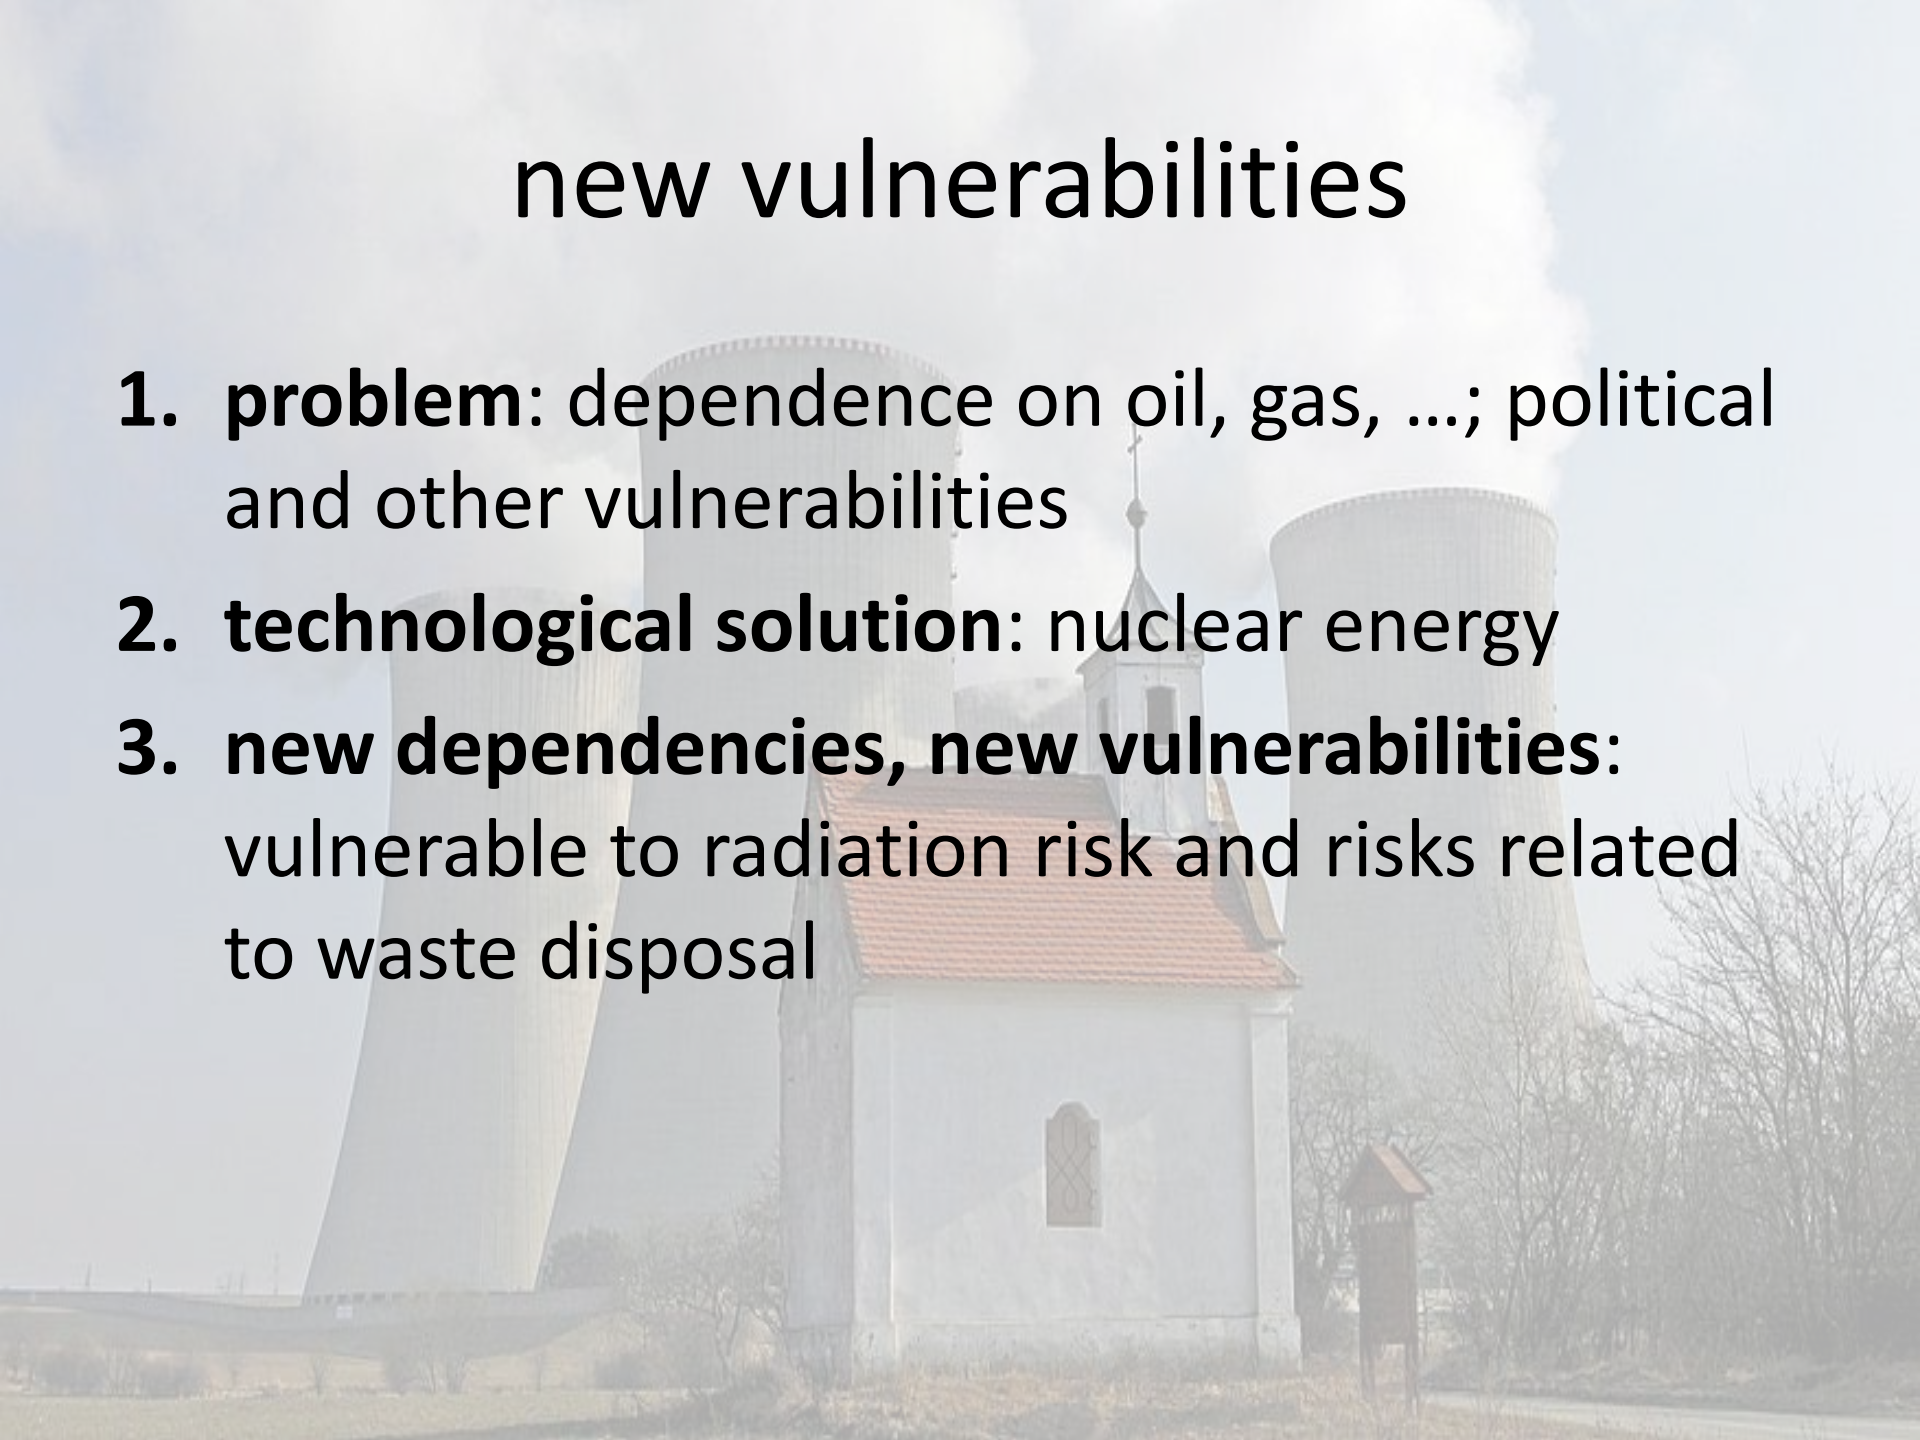 new vulnerabilities
1. problem: dependence on oil, gas, …; political
and other vulnerabilities
2. technological solution: nuclear energy
3. new dependencies, new vulnerabilities:
vulnerable to radiation risk and risks related
to waste disposal